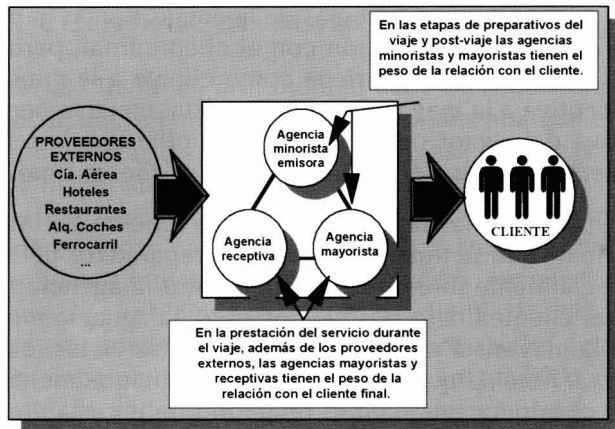 En las etapas de preparativos del
viaje y post-viaje las agencias
minoristas y mayoristas tienen el
peso de la relación con el cliente.
PROVEEDORES
EXTERNOS
Cía. Aérea
Hoteles
Restaurantes
Alq. Coches
Ferrocarril
...
Agencia
minorista
emisora
Agencia
receptiva
Agencia
mayorista
CLIENTE
En la prestación del servicio durante
el viaje, además de los proveedores
externos, las agencias mayoristas y
receptivas tienen el peso de la
relación con el cliente final.